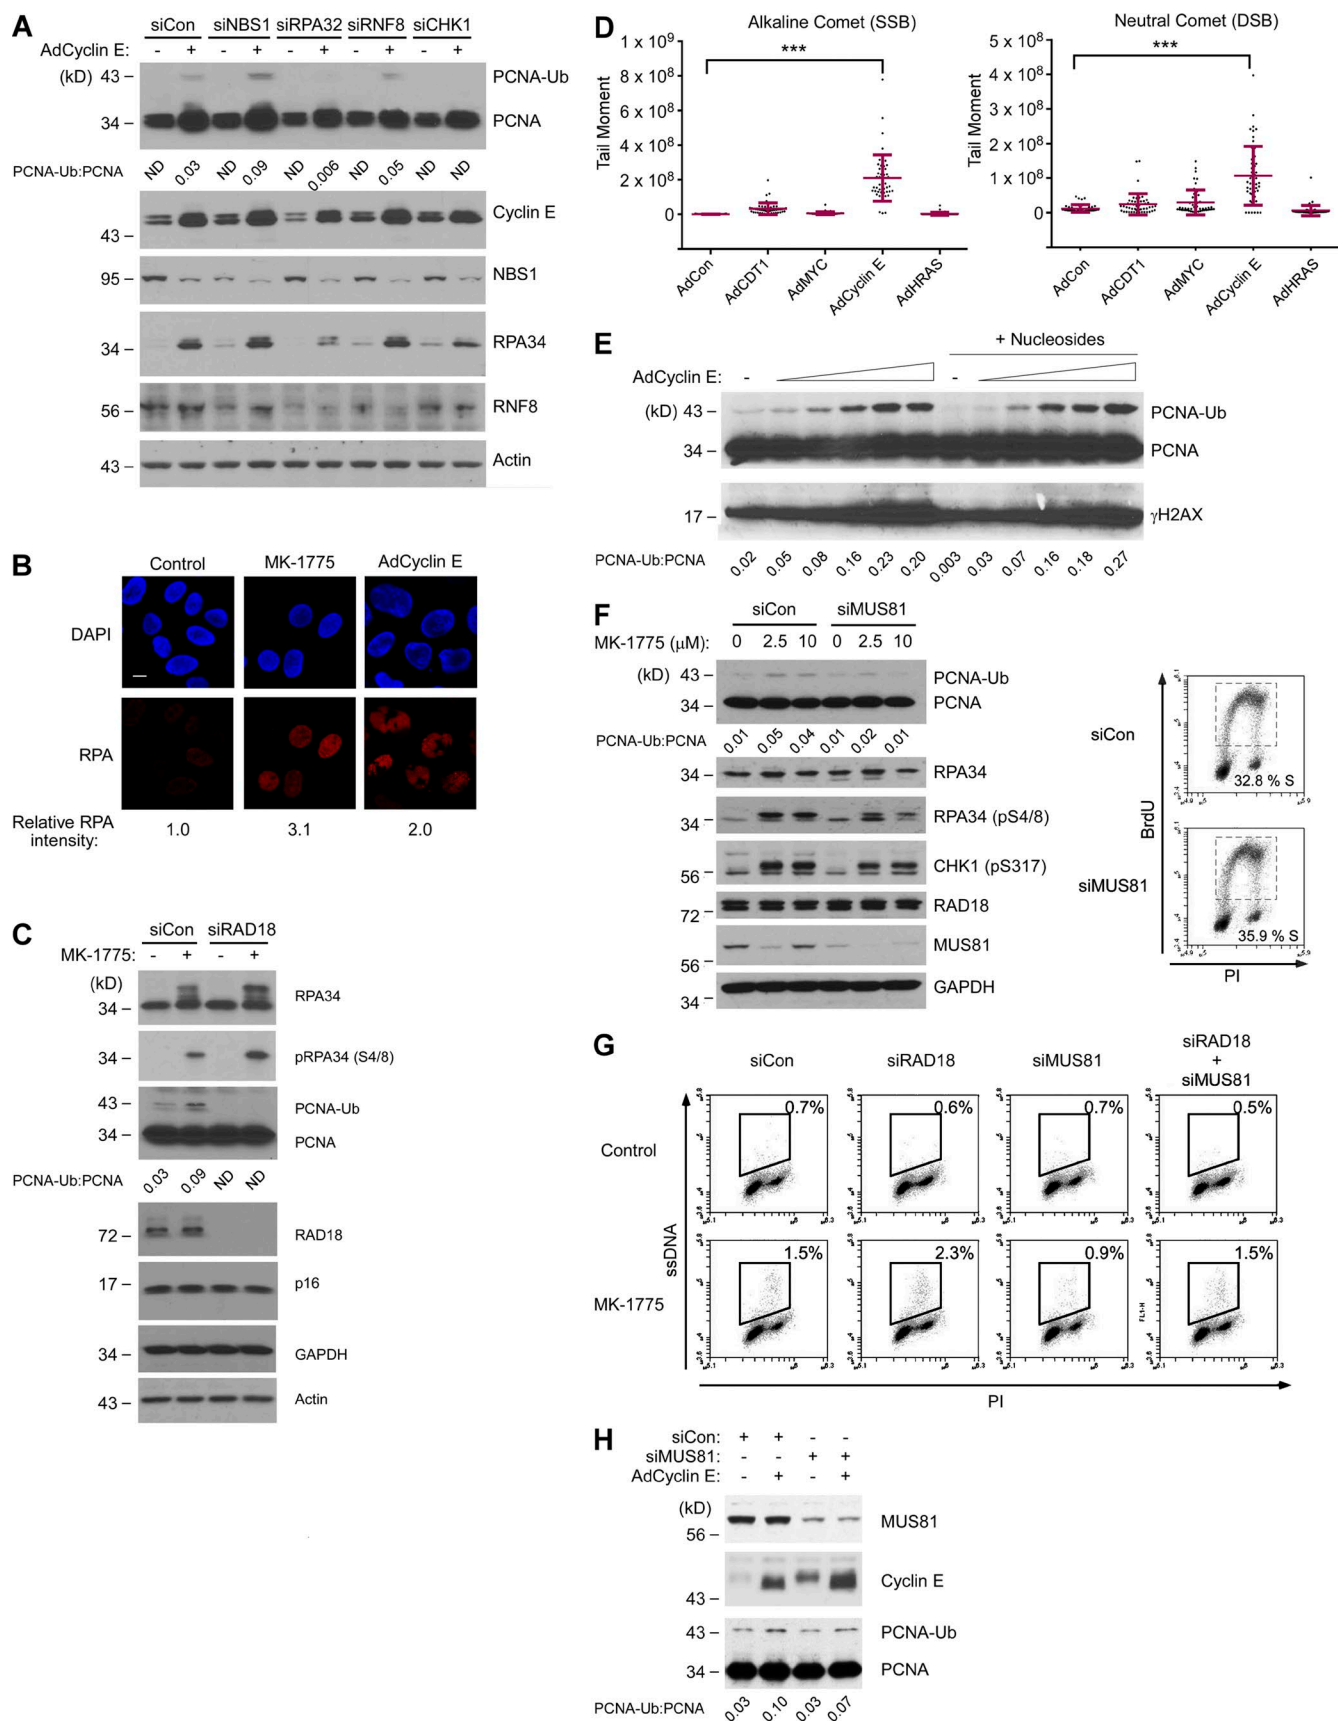 A
siCon siNBS1 siRPA32 siRNF8 siCHK1
AdCyclin E: - + - + - + - + - +
(kD) 43 – PCNA-Ub
34 – PCNA
PCNA-Ub:PCNA ND 0.03 ND 0.09 ND 0.006 ND 0.05 ND ND
Cyclin E
43 –
95 – NBS1
34 – RPA34
56 – RNF8
43 – Actin
B
Control MK-1775 AdCyclin E
DAPI
RPA
Relative RPA intensity: 1.0 3.1 2.0
C
siCon siRAD18
MK-1775: - + - +
(kD)
34 – RPA34
34 – pRPA34 (S4/8)
43 – PCNA-Ub
34 – PCNA
PCNA-Ub:PCNA 0.03 0.09 ND ND
72 – RAD18
17 – p16
34 – GAPDH
43 – Actin
D
Alkaline Comet (SSB)
Tail Moment
1 x 10⁹
8 x 10⁸
6 x 10⁸
4 x 10⁸
2 x 10⁸
0
***
AdCon AdCDT1 AdMYC AdCyclin E AdHRAS
Neutral Comet (DSB)
Tail Moment
5 x 10⁸
4 x 10⁸
3 x 10⁸
2 x 10⁸
1 x 10⁸
0
***
AdCon AdCDT1 AdMYC AdCyclin E AdHRAS
E
+ Nucleosides
AdCyclin E: - -
(kD) 43 – PCNA-Ub
34 – PCNA
17 – γH2AX
PCNA-Ub:PCNA 0.02 0.05 0.08 0.16 0.23 0.20 0.003 0.03 0.07 0.16 0.18 0.27
F
siCon siMUS81
MK-1775 (μM): 0 2.5 10 0 2.5 10
(kD) 43 – PCNA-Ub
34 – PCNA
PCNA-Ub:PCNA 0.01 0.05 0.04 0.01 0.02 0.01
34 – RPA34
34 – RPA34 (pS4/8)
56 – CHK1 (pS317)
72 – RAD18
56 – MUS81
34 – GAPDH
siCon
32.8 % S
BrdU
siMUS81
35.9 % S
PI
G
siCon siRAD18 siMUS81 siRAD18 + siMUS81
Control 0.7% 0.6% 0.7% 0.5%
ssDNA
MK-1775 1.5% 2.3% 0.9% 1.5%
FL1-H
PI
H
siCon: + + - -
siMUS81: - - + +
AdCyclin E: - + - +
(kD)
56 – MUS81
43 – Cyclin E
43 – PCNA-Ub
34 – PCNA
PCNA-Ub:PCNA 0.03 0.10 0.03 0.07